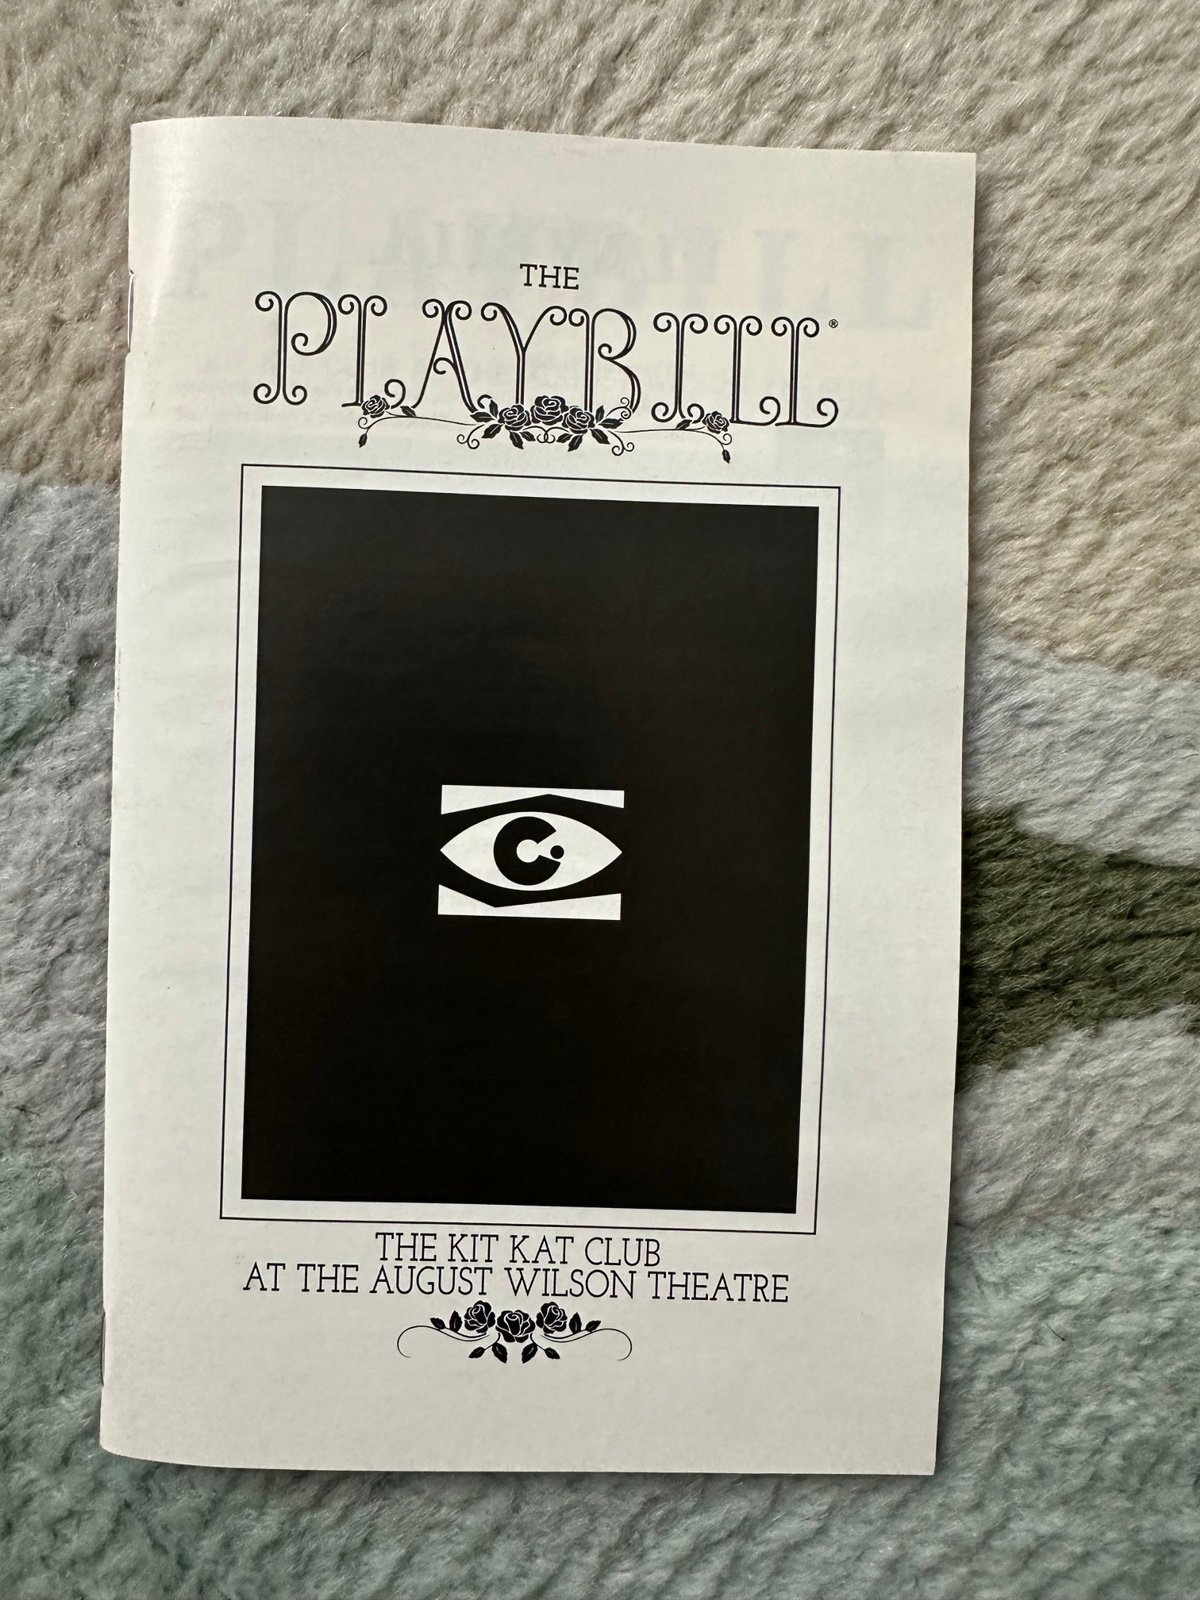 THE
PLAYBILL®
C
THE KIT KAT CLUB
AT THE AUGUST WILSON THEATRE